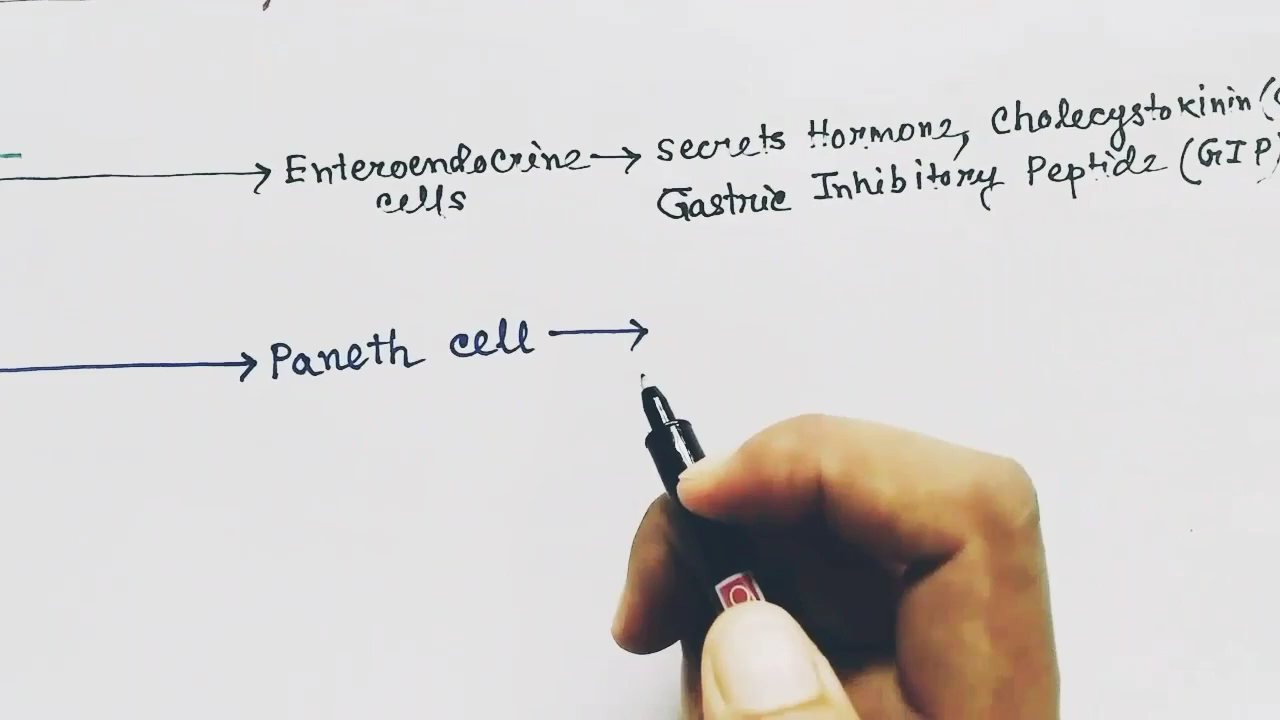 Enteroendocrine
cells
secrets Hormone, Cholecystokinin (
Gastric Inhibitory Peptide (GIP)
Paneth cell